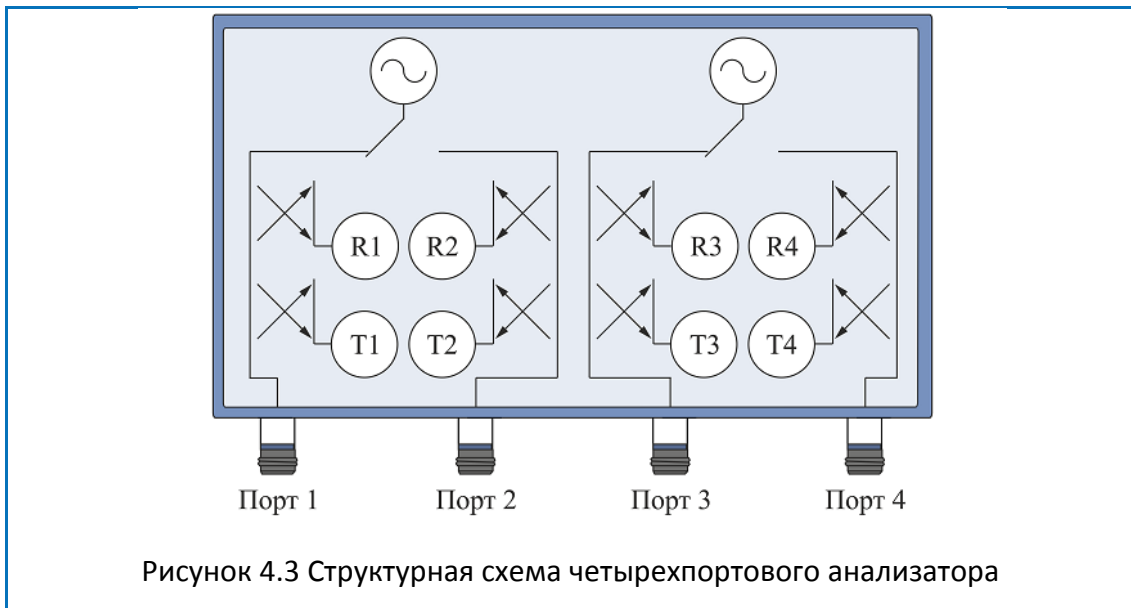 R1 R2 R3 R4
T1 T2 T3 T4
Порт 1 Порт 2 Порт 3 Порт 4
Рисунок 4.3 Структурная схема четырехпортового анализатора